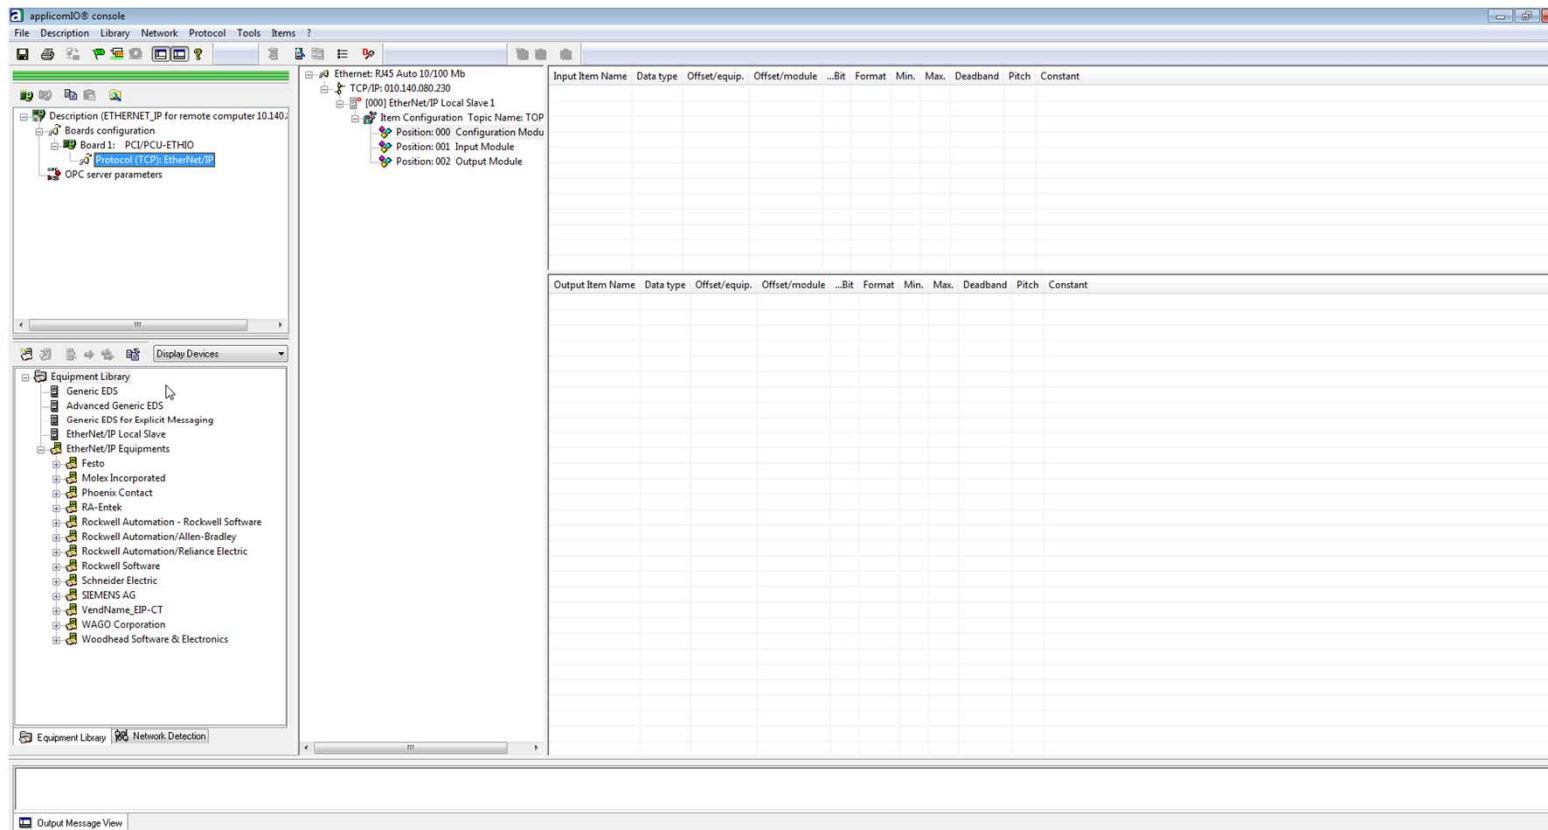 applicomIO® console
File Description Library Network Protocol Tools Items ?
Description (ETHERNET_IP for remote computer 10.140.
Boards configuration
Board 1: PCI/PCU-ETHIO
Protocol (TCP): EtherNet/IP
OPC server parameters
Display Devices
Equipment Library
Generic EDS
Advanced Generic EDS
Generic EDS for Explicit Messaging
EtherNet/IP Local Slave
EtherNet/IP Equipments
Festo
Molex Incorporated
Phoenix Contact
RA-Entek
Rockwell Automation - Rockwell Software
Rockwell Automation/Allen-Bradley
Rockwell Automation/Reliance Electric
Rockwell Software
Schneider Electric
SIEMENS AG
VendName_EIP-CT
WAGO Corporation
Woodhead Software & Electronics
Equipment Library Network Detection
Ethernet: RJ45 Auto 10/100 Mb
TCP/IP: 010.140.080.230
[000] EtherNet/IP Local Slave 1
Item Configuration Topic Name: TOP
Position: 000 Configuration Modu
Position: 001 Input Module
Position: 002 Output Module
Input Item Name Data type Offset/equip. Offset/module ...Bit Format Min. Max. Deadband Pitch Constant
Output Item Name Data type Offset/equip. Offset/module ...Bit Format Min. Max. Deadband Pitch Constant
Output Message View